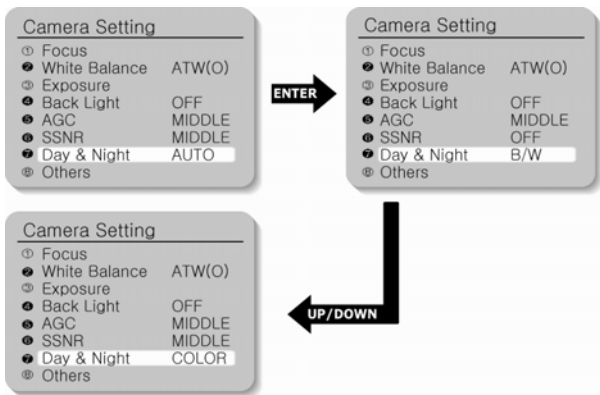 Camera Setting
① Focus
❷ White Balance ATW(O)
③ Exposure
❹ Back Light OFF
❺ AGC MIDDLE
❻ SSNR MIDDLE
❼ Day & Night AUTO
⑧ Others
ENTER
Camera Setting
① Focus
❷ White Balance ATW(O)
③ Exposure
❹ Back Light OFF
❺ AGC MIDDLE
❻ SSNR OFF
❼ Day & Night B/W
⑧ Others
UP/DOWN
Camera Setting
① Focus
❷ White Balance ATW(O)
③ Exposure
❹ Back Light OFF
❺ AGC MIDDLE
❻ SSNR MIDDLE
❼ Day & Night COLOR
⑧ Others